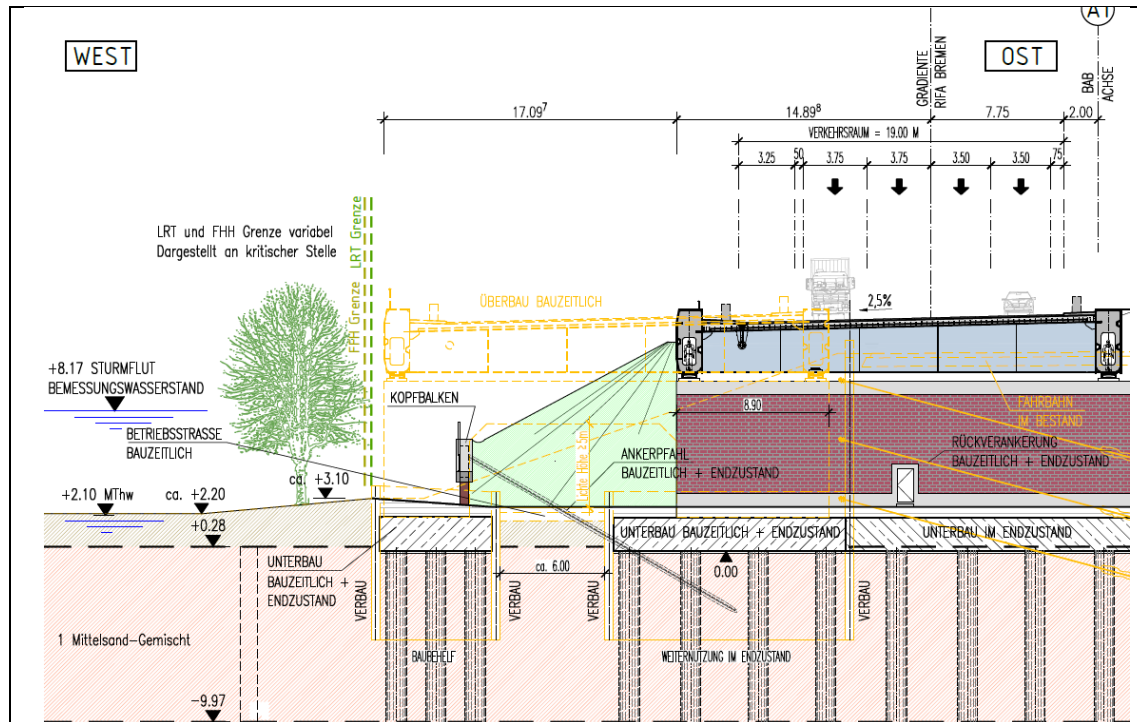 WEST
OST
A1
GRADIENTE
RIFA BREMEN
BAB
ACHSE
17.09⁷
14.89⁸
7.75
2.00
VERKEHRSRAUM = 19.00 M
3.25
50
3.75
3.75
3.50
3.50
75
LRT und FHH Grenze variabel
Dargestellt an kritischer Stelle
FHH Grenze
LRT Grenze
ÜBERBAU BAUZEITLICH
2,5%
+8.17 STURMFLUT
BEMESSUNGSWASSERSTAND
KOPFBALKEN
8.90
FAHRBAHN
IM BESTAND
BETRIEBSSTRASSE
BAUZEITLICH
Lichte Höhe ≥5m
ANKERPFAHL
BAUZEITLICH + ENDZUSTAND
RÜCKVERANKERUNG
BAUZEITLICH + ENDZUSTAND
ca. +3.10
+2.10 MThw
ca. +2.20
+0.28
UNTERBAU BAUZEITLICH + ENDZUSTAND
UNTERBAU IM ENDZUSTAND
UNTERBAU
BAUZEITLICH +
ENDZUSTAND
ca. 6.00
0.00
VERBAU
VERBAU
VERBAU
VERBAU
1 Mittelsand-Gemischt
BAUBEHELF
WEITERNUTZUNG IM ENDZUSTAND
-9.97